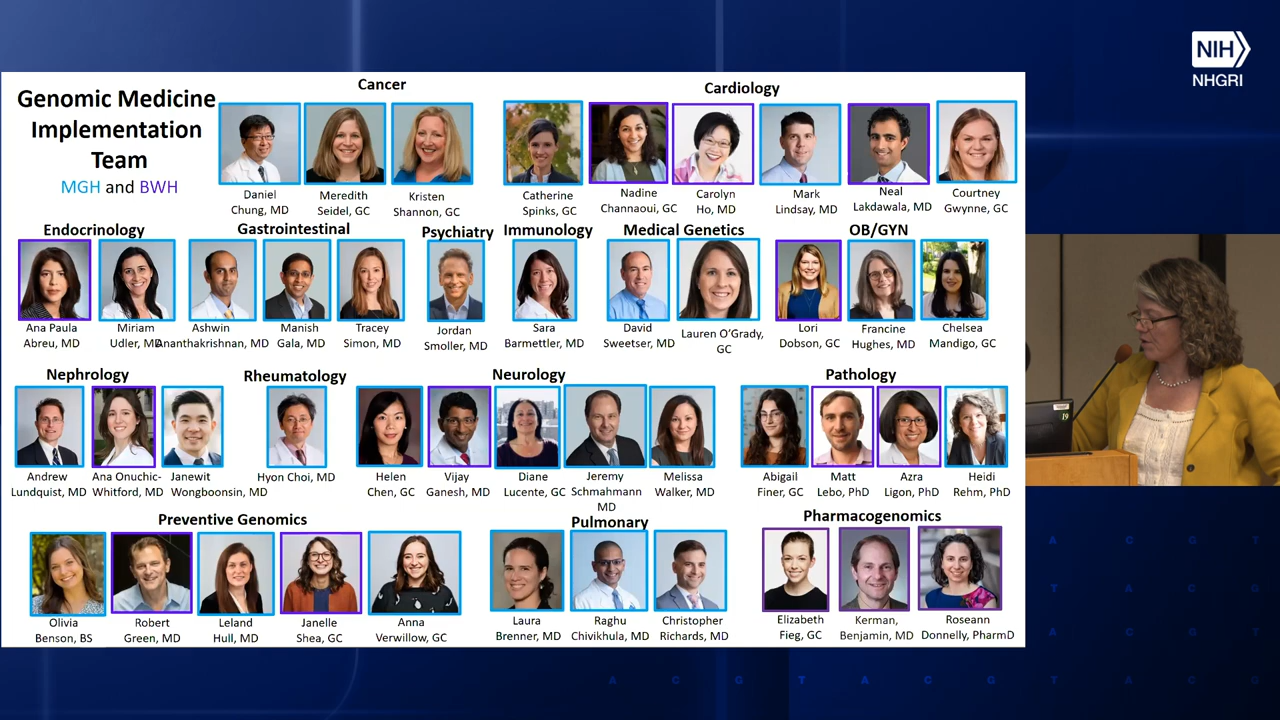 NIH
NHGRI
Genomic Medicine
Implementation
Team
MGH and BWH
Cancer
Daniel
Chung, MD
Meredith
Seidel, GC
Kristen
Shannon, GC
Cardiology
Catherine
Spinks, GC
Nadine
Channaoui, GC
Carolyn
Ho, MD
Mark
Lindsay, MD
Neal
Lakdawala, MD
Courtney
Gwynne, GC
Endocrinology
Ana Paula
Abreu, MD
Miriam
Udler, MD
Gastrointestinal
Ashwin
Ananthakrishnan, MD
Manish
Gala, MD
Tracey
Simon, MD
Psychiatry
Jordan
Smoller, MD
Immunology
Sara
Barmettler, MD
Medical Genetics
David
Sweetser, MD
Lauren O'Grady,
GC
OB/GYN
Lori
Dobson, GC
Francine
Hughes, MD
Chelsea
Mandigo, GC
Nephrology
Andrew
Lundquist, MD
Ana Onuchic-
Whitford, MD
Janewit
Wongboonsin, MD
Rheumatology
Hyon Choi, MD
Neurology
Helen
Chen, GC
Vijay
Ganesh, MD
Diane
Lucente, GC
Jeremy
Schmahmann
MD
Melissa
Walker, MD
Pathology
Abigail
Finer, GC
Matt
Lebo, PhD
Azra
Ligon, PhD
Heidi
Rehm, PhD
Preventive Genomics
Olivia
Benson, BS
Robert
Green, MD
Leland
Hull, MD
Janelle
Shea, GC
Anna
Verwillow, GC
Pulmonary
Laura
Brenner, MD
Raghu
Chivikhula, MD
Christopher
Richards, MD
Pharmacogenomics
Elizabeth
Fieg, GC
Kerman,
Benjamin, MD
Roseann
Donnelly, PharmD
19
A C G T
T A C G T
A C G T
A C G T A C G T A C G T